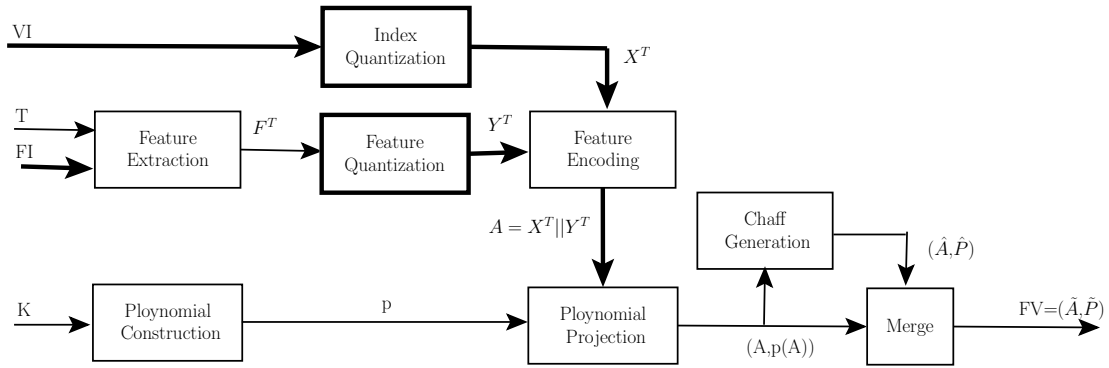 VI
Index
Quantization
X^T
T
FI
Feature
Extraction
F^T
Feature
Quantization
Y^T
Feature
Encoding
A = X^T||Y^T
Chaff
Generation
(Â,P̂)
K
Ploynomial
Construction
p
Ploynomial
Projection
(A,p(A))
Merge
FV=(Ã,P̃)